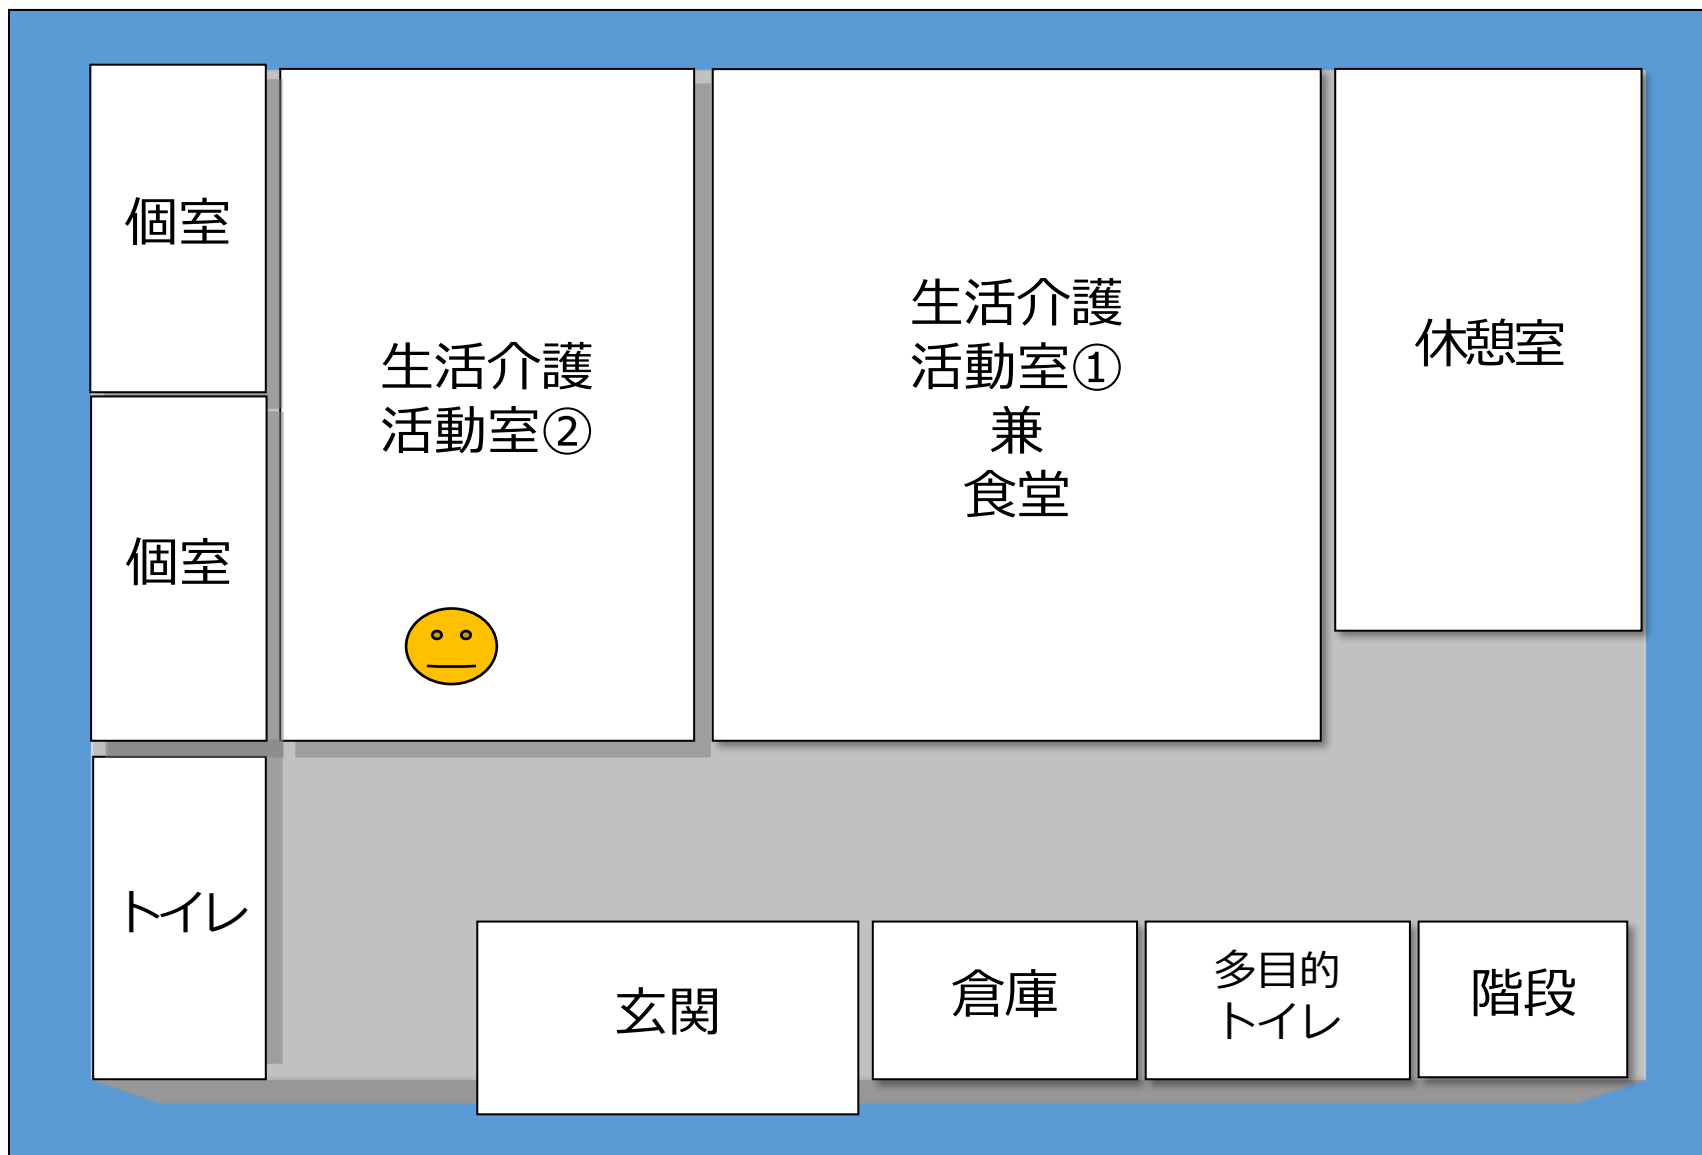 個室
生活介護
活動室②
生活介護
活動室①
兼
食堂
休憩室
個室
トイレ
玄関
倉庫
多目的
トイレ
階段